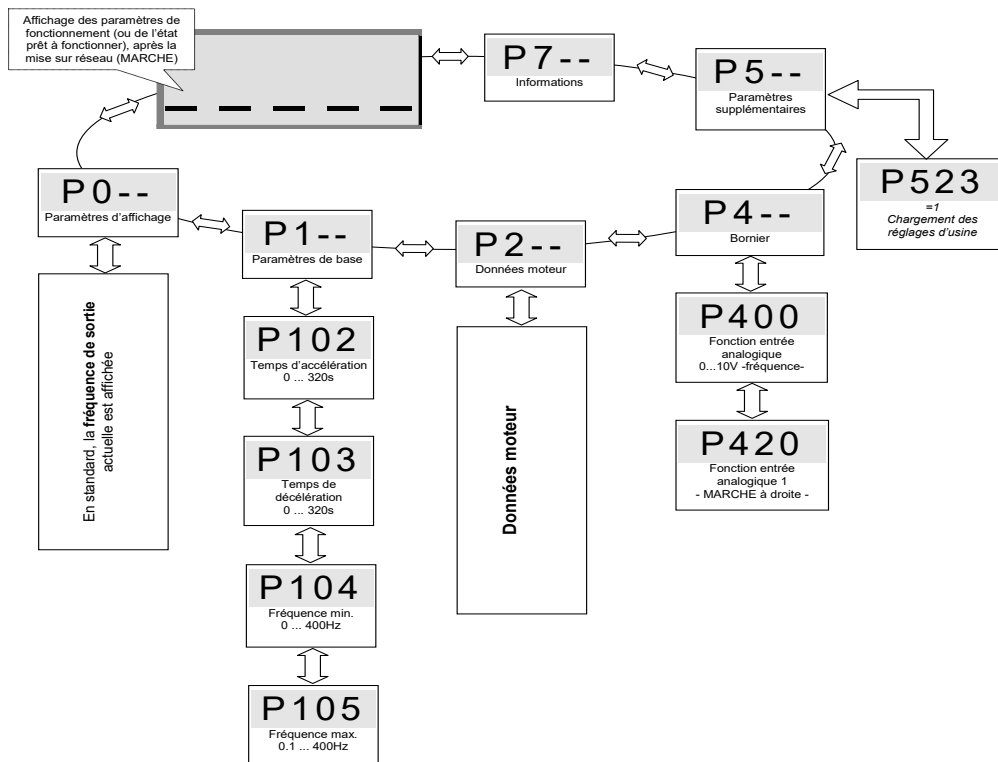 Affichage des paramètres de
fonctionnement (ou de l'état
prêt à fonctionner), après la
mise sur réseau (MARCHE)
P7--
Informations
P5--
Paramètres
supplémentaires
P523
=1
Chargement des
réglages d'usine
P0--
Paramètres d'affichage
P1--
Paramètres de base
P2--
Données moteur
P4--
Bornier
En standard, la fréquence de sortie
actuelle est affichée
P102
Temps d'accélération
0 ... 320s
P103
Temps de
décélération
0 ... 320s
P104
Fréquence min.
0 ... 400Hz
P105
Fréquence max.
0.1 ... 400Hz
Données moteur
P400
Fonction entrée
analogique
0...10V -fréquence-
P420
Fonction entrée
analogique 1
- MARCHE à droite -